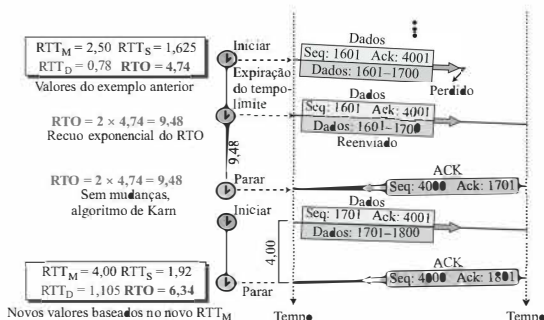 RTT_M = 2,50 RTT_S = 1,625
RTT_D = 0,78 RTO = 4,74
Valores do exemplo anterior
RTO = 2 × 4,74 = 9,48
Recuo exponencial do RTO
RTO = 2 × 4,74 = 9,48
Sem mudanças,
algoritmo de Karn
RTT_M = 4,00 RTT_S = 1,92
RTT_D = 1,105 RTO = 6,34
Novos valores baseados no novo RTT_M
Iniciar
Expiração
do tempo-
limite
9,48
Parar
Iniciar
4,00
Parar
Dados
Seq: 1601 Ack: 4001
Dados: 1601–1700
Perdido
Dados
Seq: 1601 Ack: 4001
Dados: 1601–1700
Reenviado
ACK
Seq: 4000 Ack: 1701
Dados
Seq: 1701 Ack: 4001
Dados: 1701–1800
ACK
Seq: 4000 Ack: 1801
Tempo
Tempo